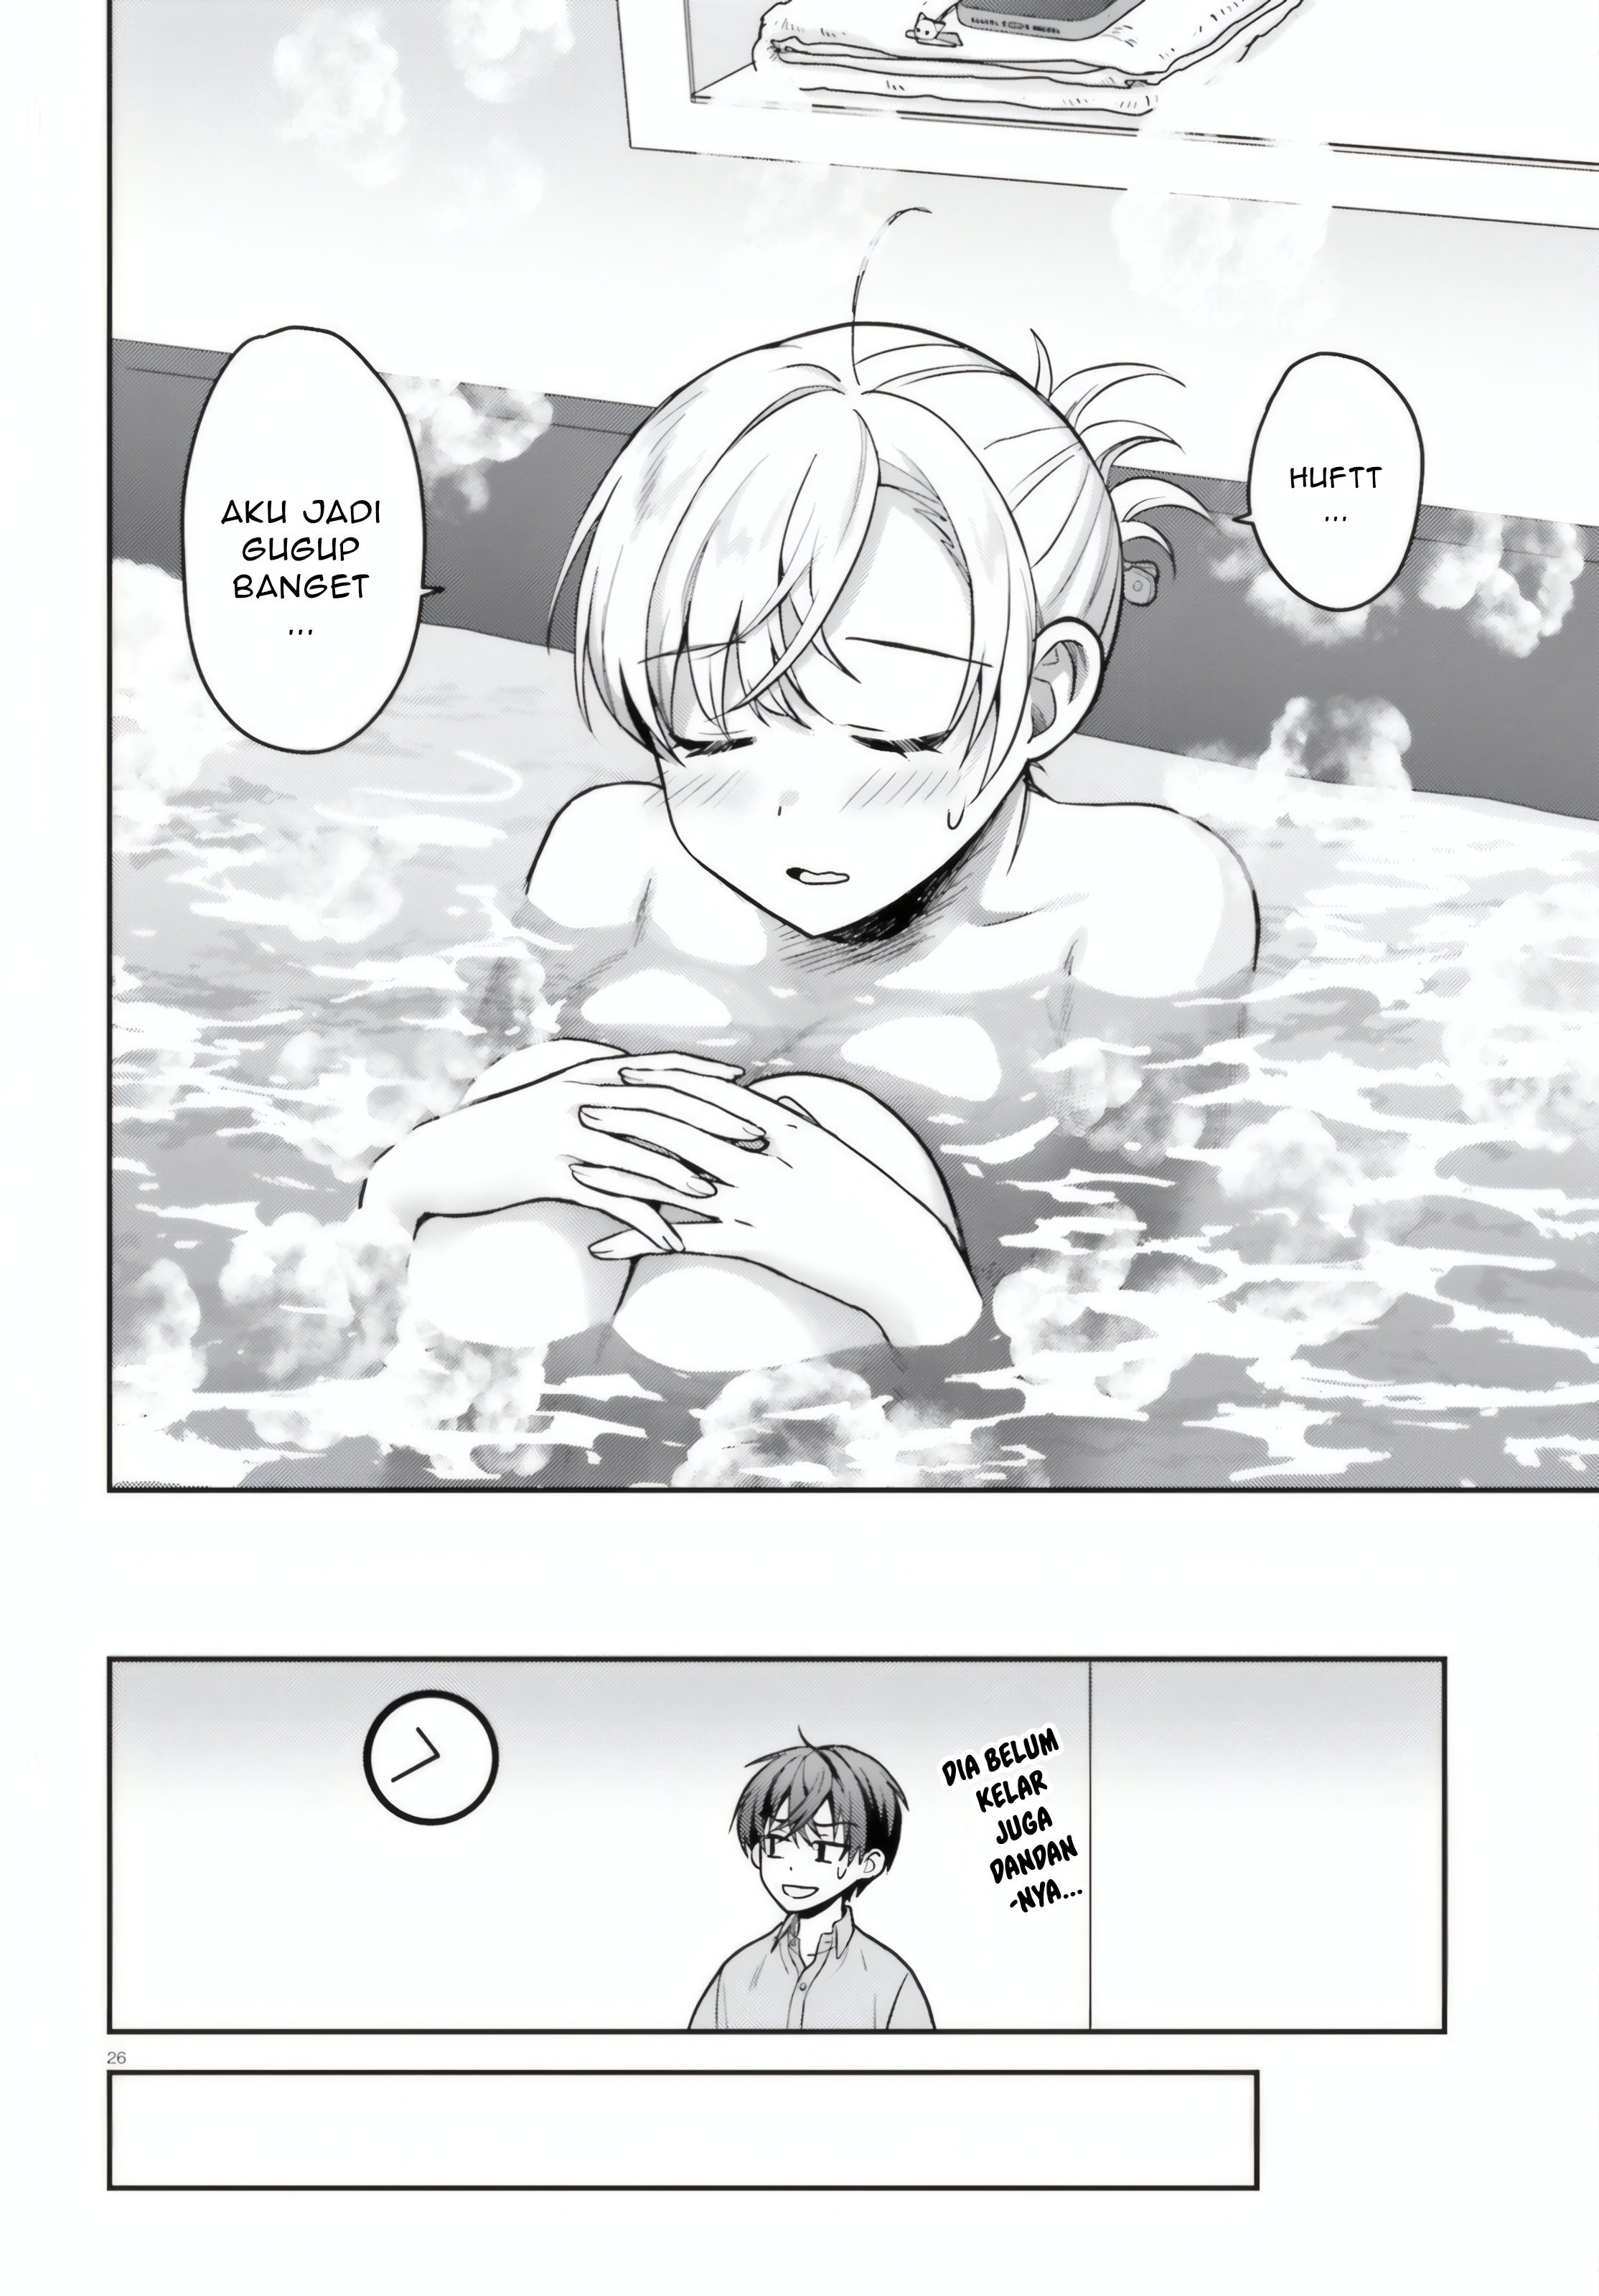 HUFTT
...
AKU JADI
GUGUP
BANGET
...
DIA BELUM
KELAR
JUGA
DANDAN
-NYA...
26